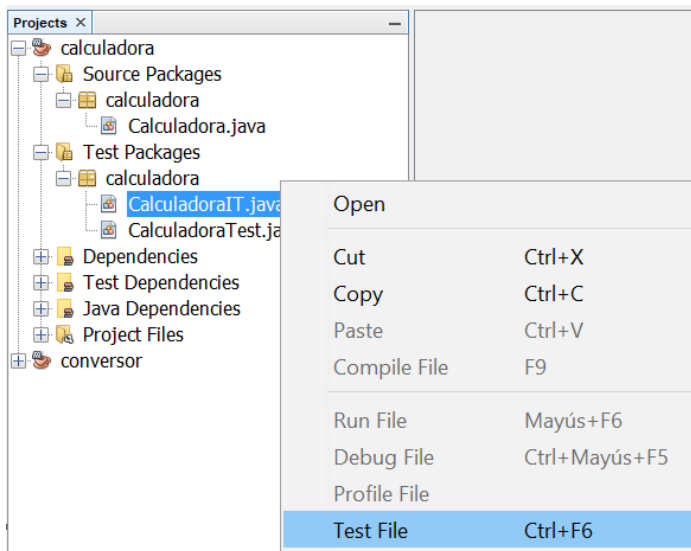 Projects
calculadora
Source Packages
calculadora
Calculadora.java
Test Packages
calculadora
CalculadoraIT.java
CalculadoraTest.ja
Dependencies
Test Dependencies
Java Dependencies
Project Files
conversor
Open
Cut Ctrl+X
Copy Ctrl+C
Paste Ctrl+V
Compile File F9
Run File Mayús+F6
Debug File Ctrl+Mayús+F5
Profile File
Test File Ctrl+F6